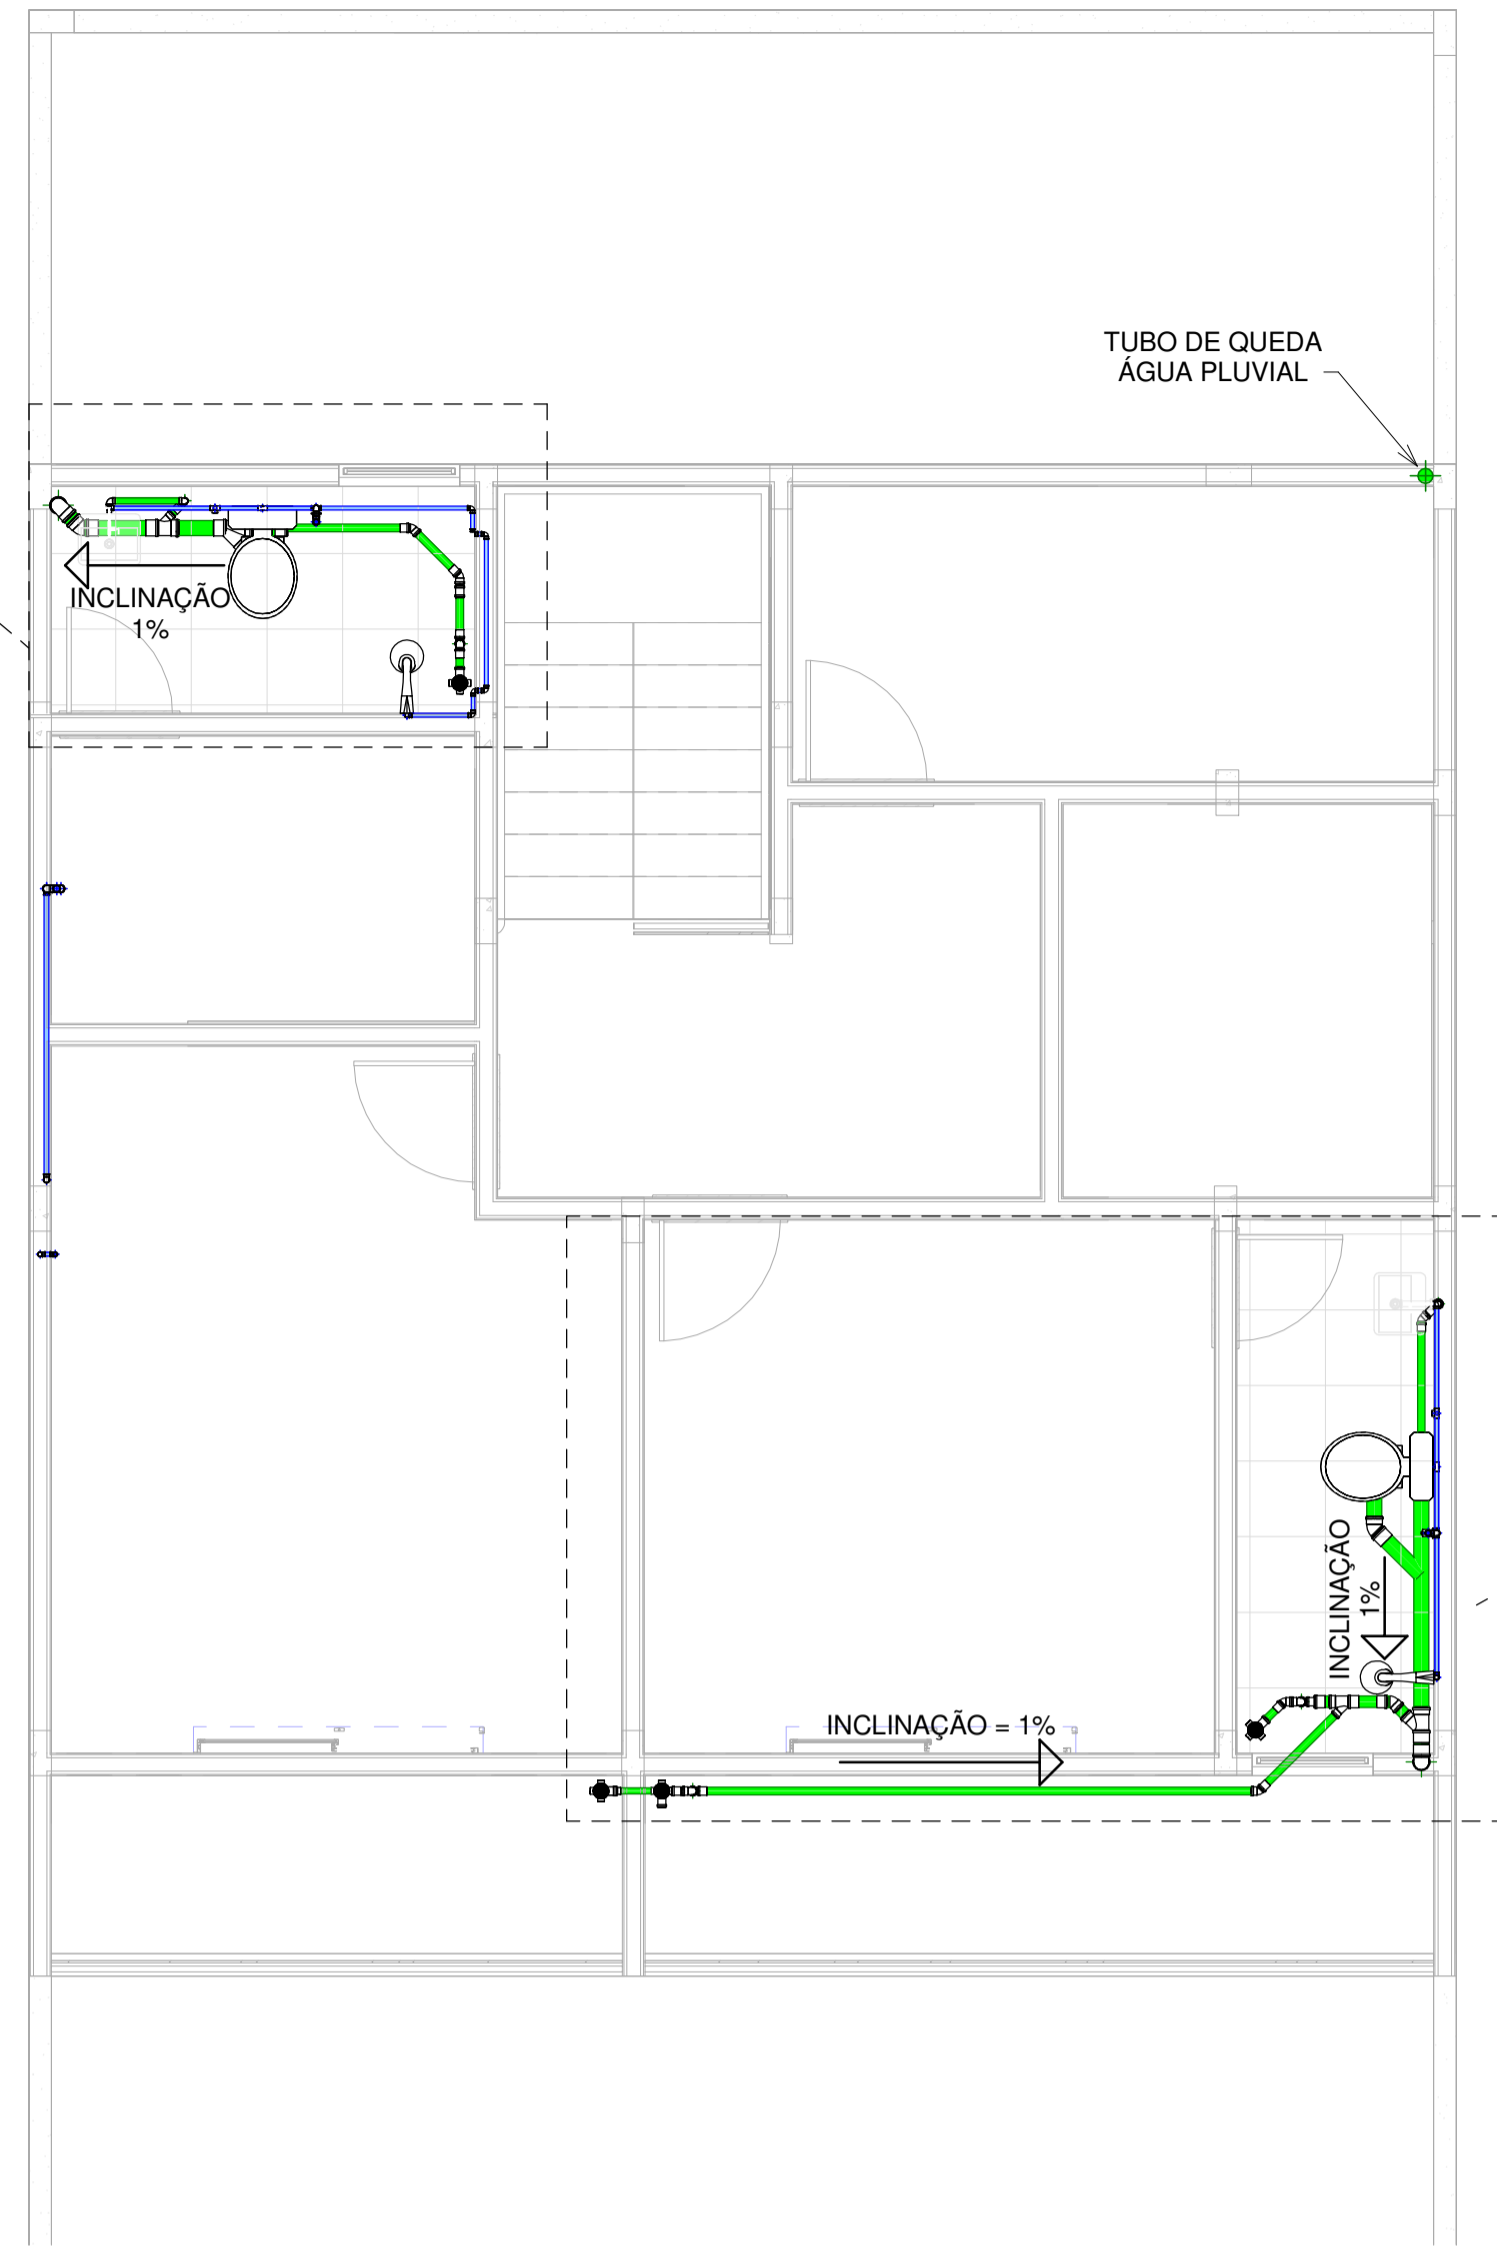 TUBO DE QUEDA
ÁGUA PLUVIAL
INCLINAÇÃO
1%
INCLINAÇÃO
1%
INCLINAÇÃO = 1%